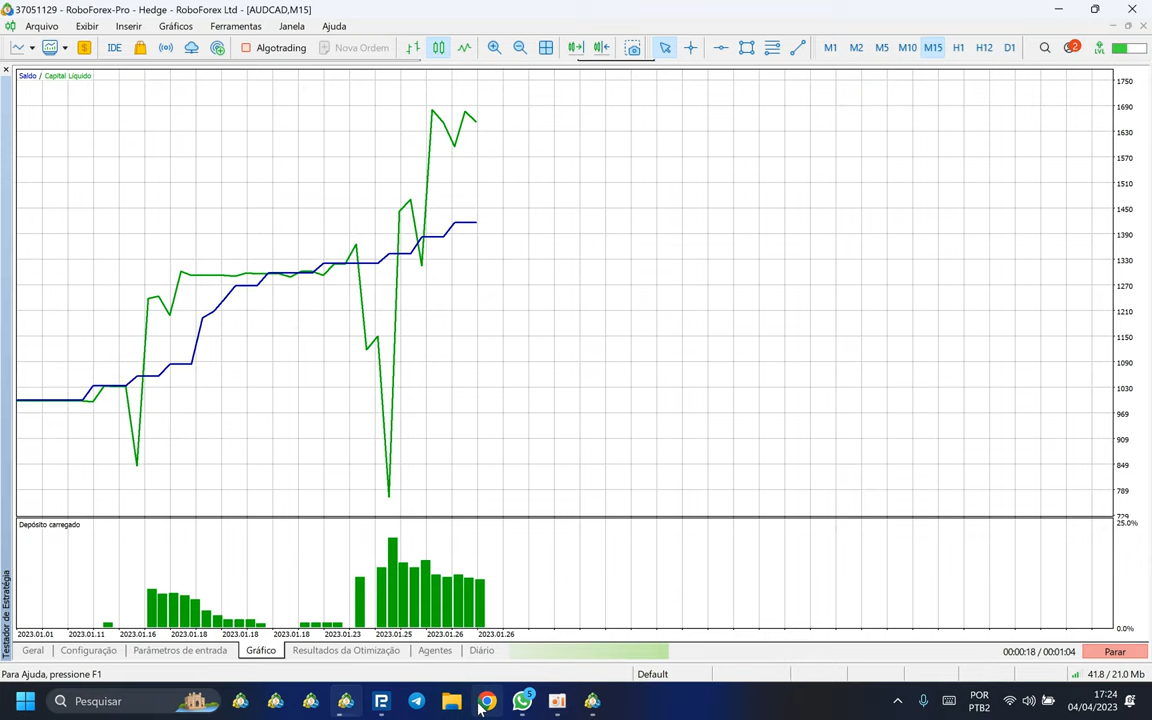 37051129 - RoboForex-Pro - Hedge - RoboForex Ltd - [AUDCAD,M15]
Arquivo Exibir Inserir Gráficos Ferramentas Janela Ajuda
IDE Algotrading Nova Ordem M1 M2 M5 M10 M15 H1 H12 D1 2 LVL
Saldo / Capital Líquido
1750
1690
1630
1570
1510
1450
1390
1330
1270
1210
1150
1090
1030
969
909
849
789
729
Depósito carregado
25.0%
0.0%
2023.01.01 2023.01.11 2023.01.16 2023.01.18 2023.01.18 2023.01.18 2023.01.23 2023.01.25 2023.01.26 2023.01.26
Testador de Estratégia
Geral Configuração Parâmetros de entrada Gráfico Resultados da Otimização Agentes Diário 00:00:18 / 00:01:04 Parar
Para Ajuda, pressione F1 Default 41.8 / 21.0 Mb
Pesquisar 5 POR 17:24
PTB2 04/04/2023